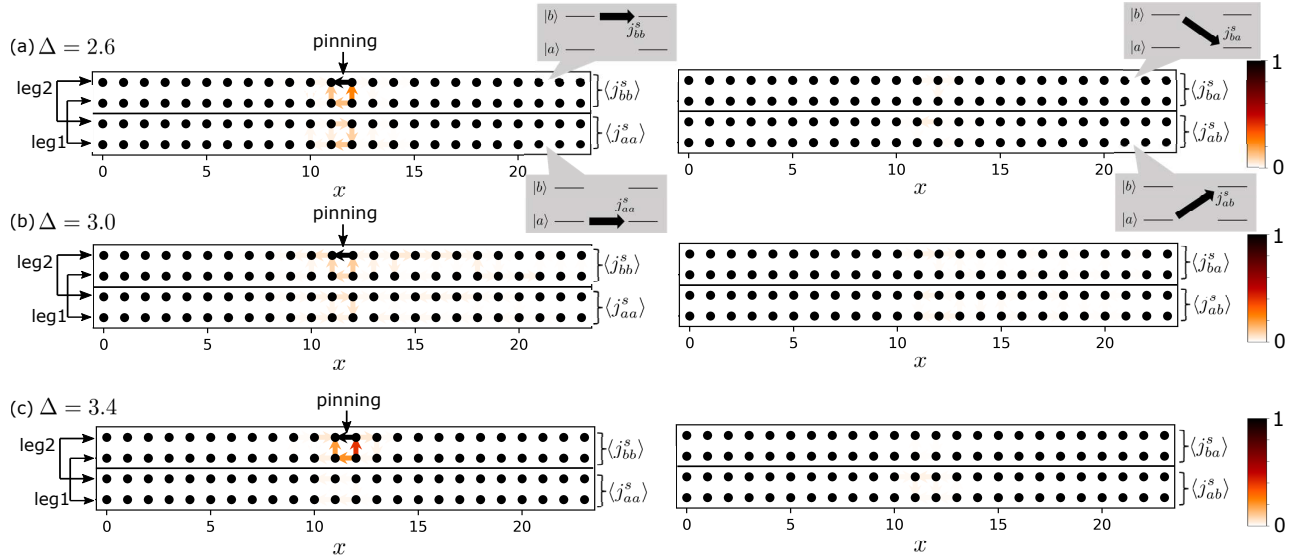 |b⟩ j^s_bb
|a⟩
|b⟩ j^s_ba
|a⟩
(a) Δ = 2.6
pinning
leg2
leg1
⟨j^s_bb⟩
⟨j^s_aa⟩
⟨j^s_ba⟩
⟨j^s_ab⟩
1
0
0 5 10 15 20
x
0 5 10 15 20
x
|b⟩ j^s_aa
|a⟩
|b⟩ j^s_ab
|a⟩
(b) Δ = 3.0
pinning
leg2
leg1
⟨j^s_bb⟩
⟨j^s_aa⟩
⟨j^s_ba⟩
⟨j^s_ab⟩
1
0
0 5 10 15 20
x
0 5 10 15 20
x
(c) Δ = 3.4
pinning
leg2
leg1
⟨j^s_bb⟩
⟨j^s_aa⟩
⟨j^s_ba⟩
⟨j^s_ab⟩
1
0
0 5 10 15 20
x
0 5 10 15 20
x